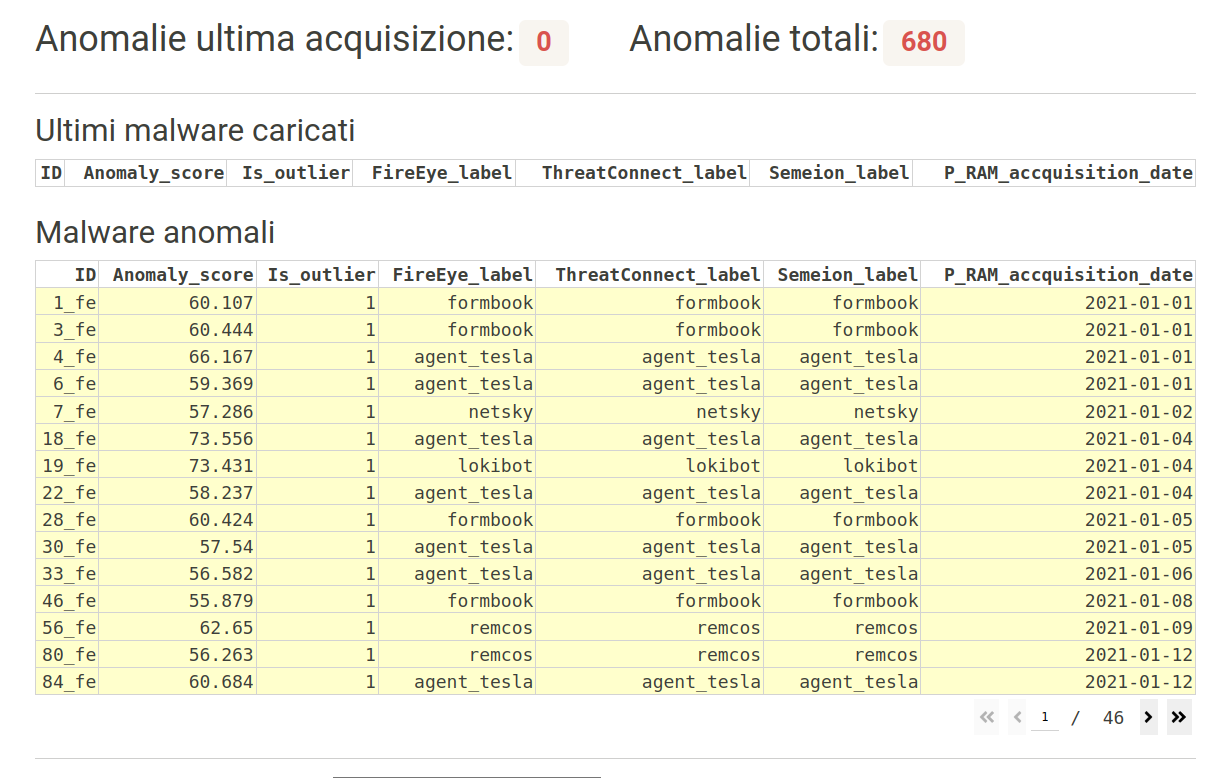 Anomalie ultima acquisizione: 0 Anomalie totali: 680
Ultimi malware caricati
ID Anomaly_score Is_outlier FireEye_label ThreatConnect_label Semeion_label P_RAM_accquisition_date
Malware anomali
ID Anomaly_score Is_outlier FireEye_label ThreatConnect_label Semeion_label P_RAM_accquisition_date
1_fe 60.107 1 formbook formbook formbook 2021-01-01
3_fe 60.444 1 formbook formbook formbook 2021-01-01
4_fe 66.167 1 agent_tesla agent_tesla agent_tesla 2021-01-01
6_fe 59.369 1 agent_tesla agent_tesla agent_tesla 2021-01-01
7_fe 57.286 1 netsky netsky netsky 2021-01-02
18_fe 73.556 1 agent_tesla agent_tesla agent_tesla 2021-01-04
19_fe 73.431 1 lokibot lokibot lokibot 2021-01-04
22_fe 58.237 1 agent_tesla agent_tesla agent_tesla 2021-01-04
28_fe 60.424 1 formbook formbook formbook 2021-01-05
30_fe 57.54 1 agent_tesla agent_tesla agent_tesla 2021-01-05
33_fe 56.582 1 agent_tesla agent_tesla agent_tesla 2021-01-06
46_fe 55.879 1 formbook formbook formbook 2021-01-08
56_fe 62.65 1 remcos remcos remcos 2021-01-09
80_fe 56.263 1 remcos remcos remcos 2021-01-12
84_fe 60.684 1 agent_tesla agent_tesla agent_tesla 2021-01-12
« ‹ 1 / 46 › »